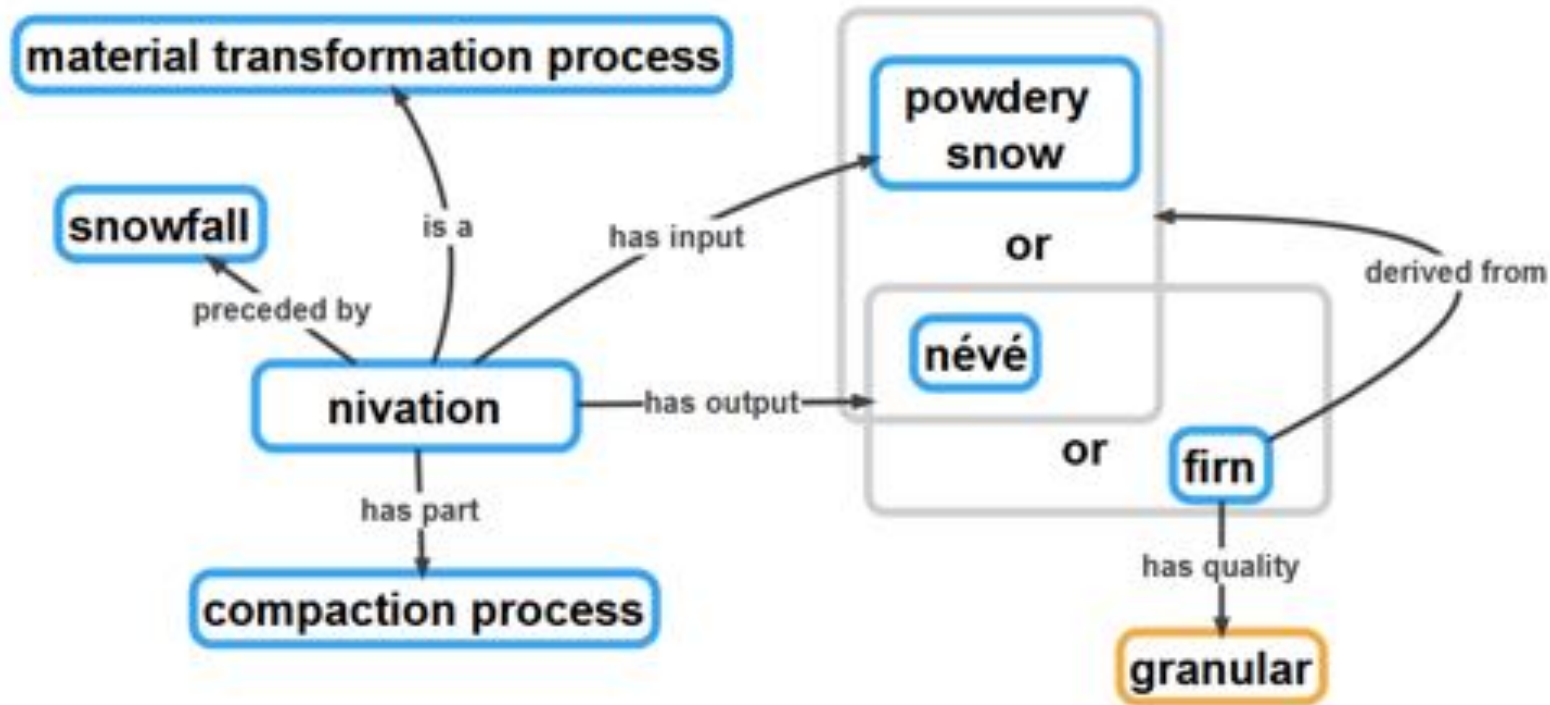 material transformation process
powdery
snow
snowfall
is a
has input
or
preceded by
derived from
névé
nivation
has output
or
firn
has part
has quality
compaction process
granular